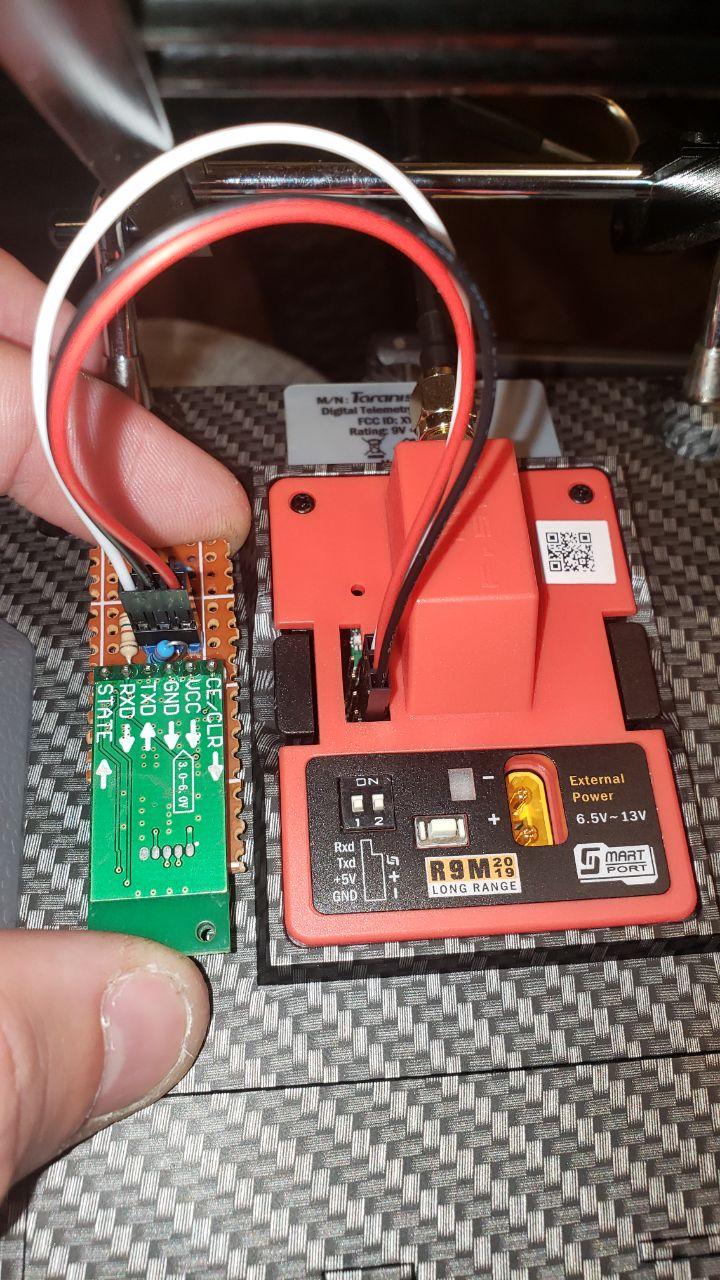 M/N: Taranis
Digital Telemetry
FCC ID: X
Rating: 9V
STATE
RXD
TXD
GND
VCC
CE/CLR
3.0-6.0V
ON
1 2
−
+
External
Power
6.5V~13V
Rxd
Txd
+5V
GND
+
−
R9M 2019
LONG RANGE
SMART
PORT